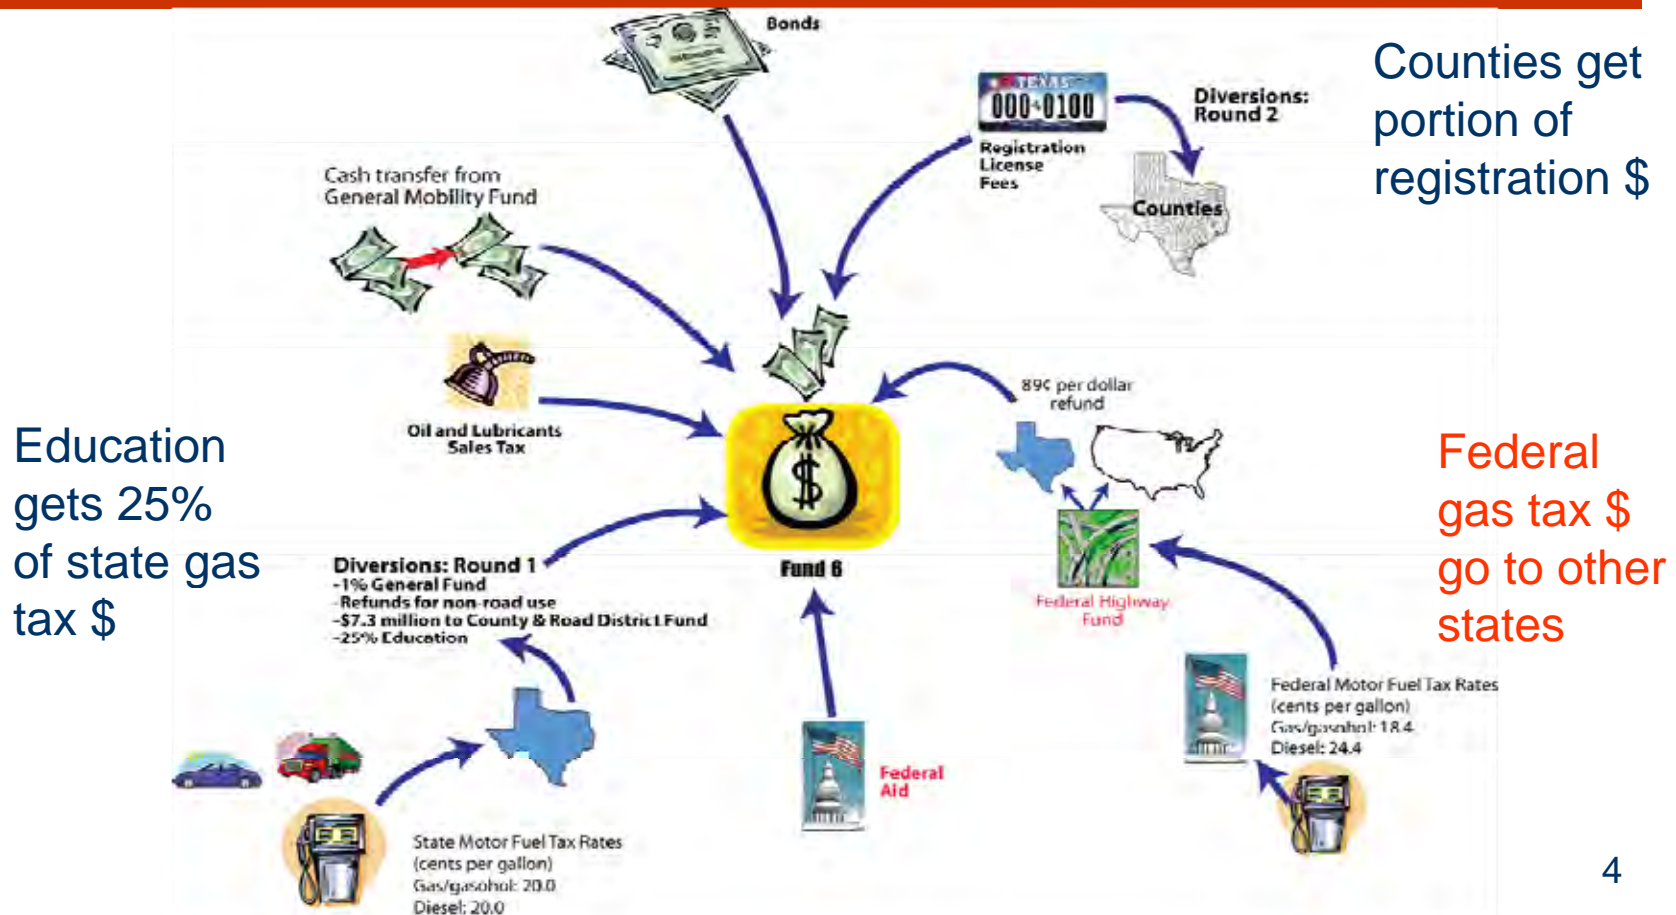 Bonds
TEXAS
000 0100
Registration
License
Fees
Diversions:
Round 2
Counties
Counties get
portion of
registration $
Cash transfer from
General Mobility Fund
Oil and Lubricants
Sales Tax
Education
gets 25%
of state gas
tax $
Diversions: Round 1
-1% General Fund
-Refunds for non-road use
-$7.3 million to County & Road District Fund
-25% Education
$
Fund 6
89¢ per dollar
refund
Federal Highway
Fund
Federal
gas tax $
go to other
states
Federal Motor Fuel Tax Rates
(cents per gallon)
Gas/gasohol: 18.4
Diesel: 24.4
Federal
Aid
State Motor Fuel Tax Rates
(cents per gallon)
Gas/gasohol: 20.0
Diesel: 20.0
4